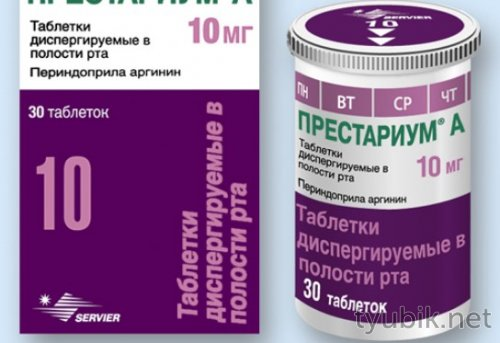 ПРЕСТАРИУМ А
10 мг
Таблетки
диспергируемые в
полости рта
Периндоприла аргинин
30 таблеток
10
Таблетки
диспергируемые в
полости рта
SERVIER
SERVIER
10
ПН ВТ СР ЧТ
ПРЕСТАРИУМ® А
Таблетки
диспергируемые в
полости рта
10 мг
Периндоприла аргинин
Таблетки
диспергируемые в
полости рта
30 таблеток
tyubik.net